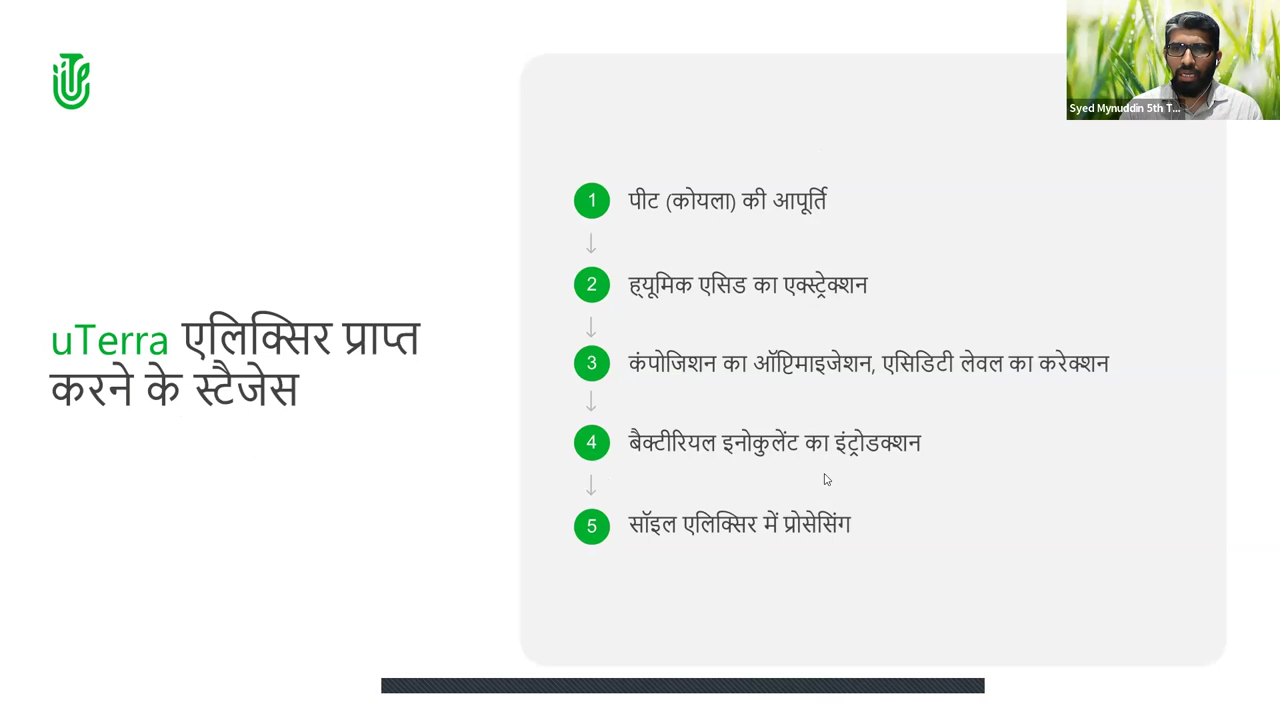 Syed Mynuddin 5th T...
uTerra एलिक्सिर प्राप्त
करने के स्टैजेस
1 पीट (कोयला) की आपूर्ति
↓
2 ह्यूमिक एसिड का एक्स्ट्रेक्शन
↓
3 कंपोजिशन का ऑप्टिमाइजेशन, एसिडिटी लेवल का करेक्शन
↓
4 बैक्टीरियल इनोकुलेंट का इंट्रोडक्शन
↓
5 सॉइल एलिक्सिर में प्रोसेसिंग